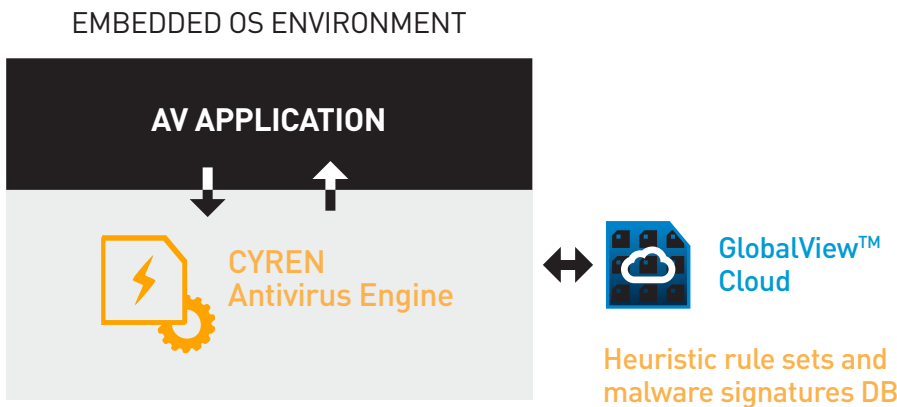 EMBEDDED OS ENVIRONMENT
AV APPLICATION
CYREN
Antivirus Engine
GlobalView™
Cloud
Heuristic rule sets and
malware signatures DB